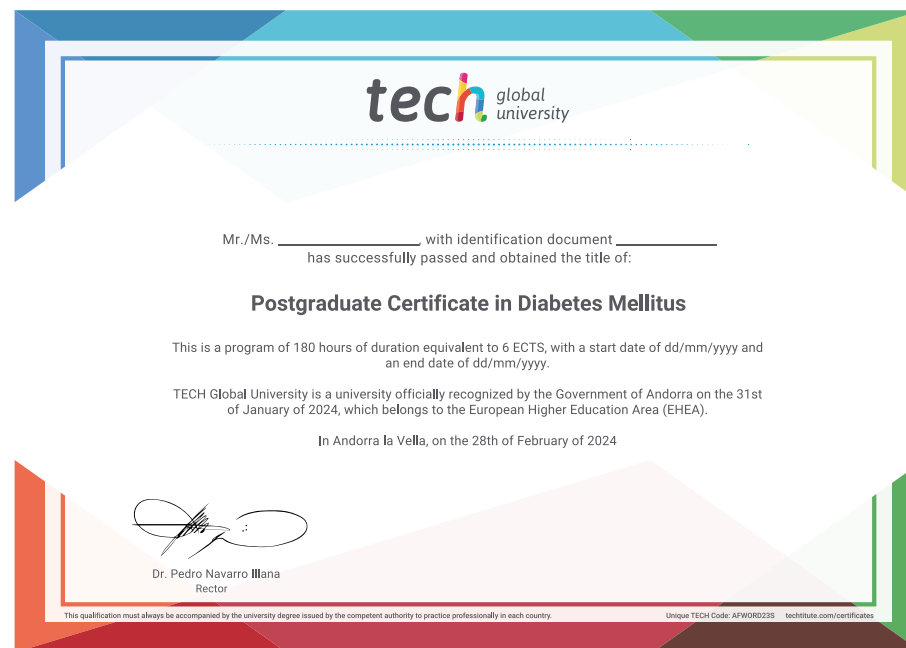 tech global
university
Mr./Ms. ____________, with identification document ____________
has successfully passed and obtained the title of:
Postgraduate Certificate in Diabetes Mellitus
This is a program of 180 hours of duration equivalent to 6 ECTS, with a start date of dd/mm/yyyy and
an end date of dd/mm/yyyy.
TECH Global University is a university officially recognized by the Government of Andorra on the 31st
of January of 2024, which belongs to the European Higher Education Area (EHEA).
In Andorra la Vella, on the 28th of February of 2024
Dr. Pedro Navarro Illana
Rector
This qualification must always be accompanied by the university degree issued by the competent authority to practice professionally in each country.
Unique TECH Code: AFWORD23S techtitute.com/certificates